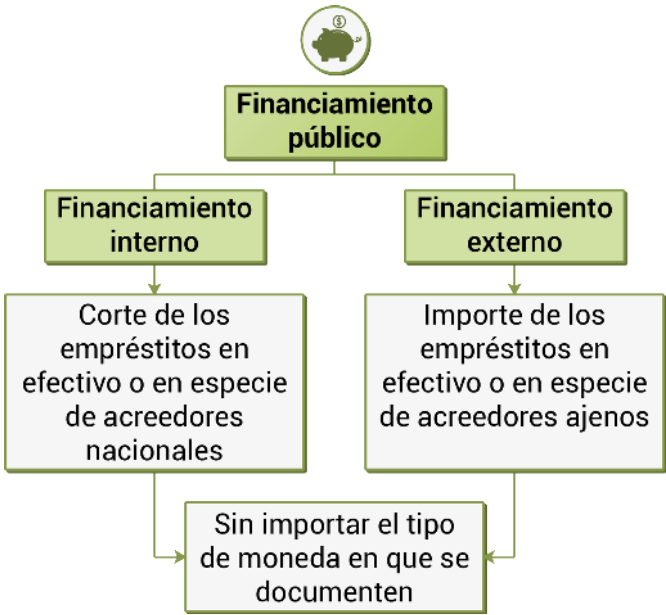 $
Financiamiento
público
Financiamiento
interno
Financiamiento
externo
Corte de los
empréstitos en
efectivo o en especie
de acreedores
nacionales
Importe de los
empréstitos en
efectivo o en especie
de acreedores ajenos
Sin importar el tipo
de moneda en que se
documenten